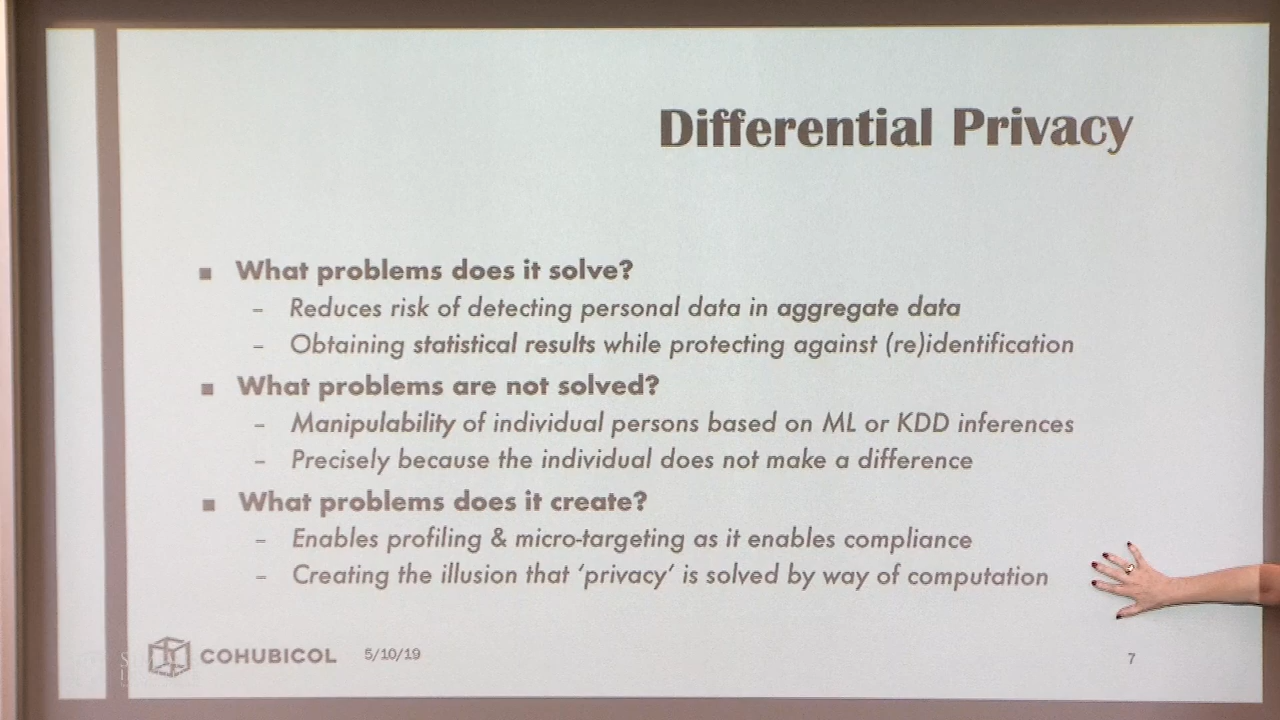 Differential Privacy
■ What problems does it solve?
– Reduces risk of detecting personal data in aggregate data
– Obtaining statistical results while protecting against (re)identification
■ What problems are not solved?
– Manipulability of individual persons based on ML or KDD inferences
– Precisely because the individual does not make a difference
■ What problems does it create?
– Enables profiling & micro-targeting as it enables compliance
– Creating the illusion that ‘privacy’ is solved by way of computation
COHUBICOL 5/10/19 7